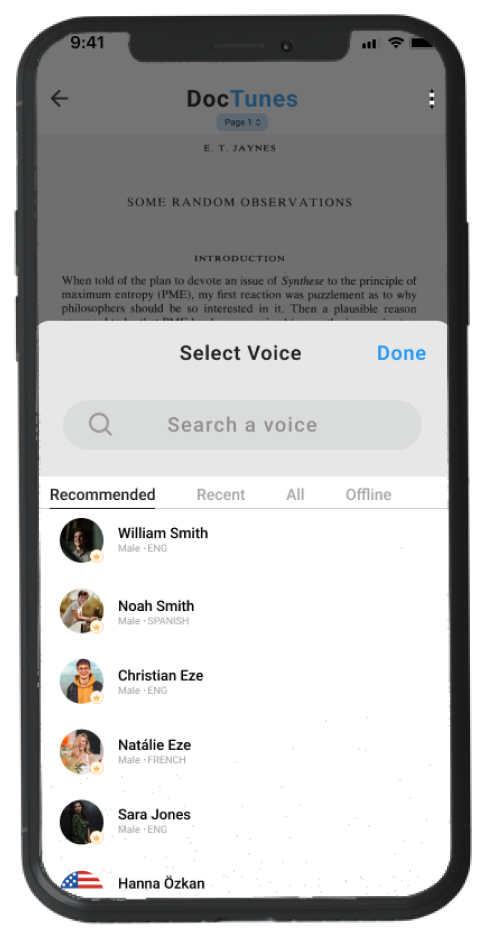 9:41
DocTunes
Page 1
E. T. JAYNES
SOME RANDOM OBSERVATIONS
INTRODUCTION
When told of the plan to devote an issue of Synthese to the principle of
maximum entropy (PME), my first reaction was puzzlement as to why
philosophers should be so interested in it. Then a plausible reason
Select Voice
Done
Search a voice
Recommended Recent All Offline
William Smith
Male · ENG
Noah Smith
Male · SPANISH
Christian Eze
Male · ENG
Natálie Eze
Male · FRENCH
Sara Jones
Male · ENG
Hanna Özkan